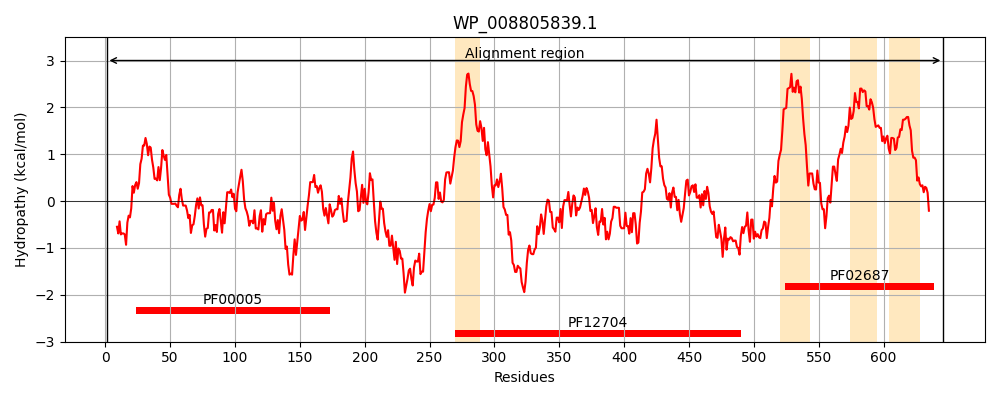 WP_008805839.1
Alignment region
Hydropathy (kcal/mol)
3
2
1
0
−1
−2
−3
PF02687
PF00005
PF12704
0 50 100 150 200 250 300 350 400 450 500 550 600
Residues